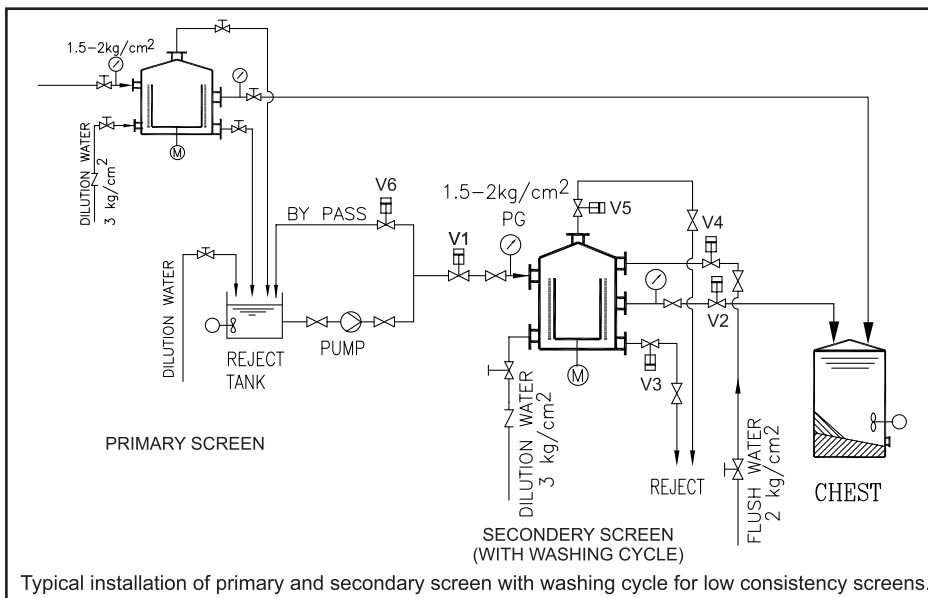 1.5-2kg/cm2
DILUTION WATER
3 kg/cm2
M
DILUTION WATER
REJECT
TANK
BY PASS
V6
PUMP
PRIMARY SCREEN
1.5-2kg/cm2
PG
V1
V5
V4
V2
V3
M
DILUTION WATER
3 kg/cm2
REJECT
FLUSH WATER
2 kg/cm2
CHEST
SECONDERY SCREEN
(WITH WASHING CYCLE)
Typical installation of primary and secondary screen with washing cycle for low consistency screens.